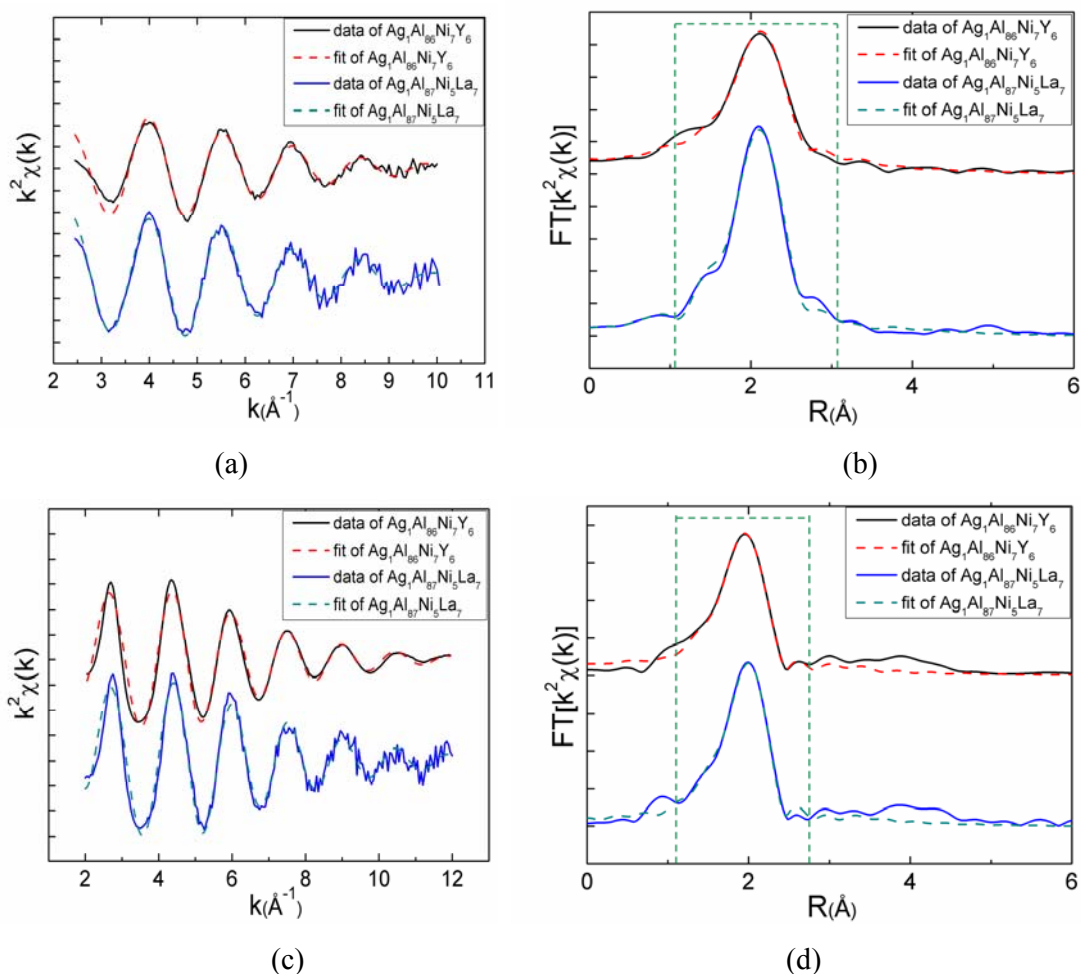 data of Ag₁Al₈₆Ni₇Y₆
fit of Ag₁Al₈₆Ni₇Y₆
data of Ag₁Al₈₇Ni₅La₇
fit of Ag₁Al₈₇Ni₅La₇
k²χ(k)
2 3 4 5 6 7 8 9 10 11
k(Å⁻¹)
(a)
data of Ag₁Al₈₆Ni₇Y₆
fit of Ag₁Al₈₆Ni₇Y₆
data of Ag₁Al₈₇Ni₅La₇
fit of Ag₁Al₈₇Ni₅La₇
FT[k²χ(k)]
0 2 4 6
R(Å)
(b)
data of Ag₁Al₈₆Ni₇Y₆
fit of Ag₁Al₈₆Ni₇Y₆
data of Ag₁Al₈₇Ni₅La₇
fit of Ag₁Al₈₇Ni₅La₇
k²χ(k)
2 4 6 8 10 12
k(Å⁻¹)
(c)
data of Ag₁Al₈₆Ni₇Y₆
fit of Ag₁Al₈₆Ni₇Y₆
data of Ag₁Al₈₇Ni₅La₇
fit of Ag₁Al₈₇Ni₅La₇
FT[k²χ(k)]
0 2 4 6
R(Å)
(d)